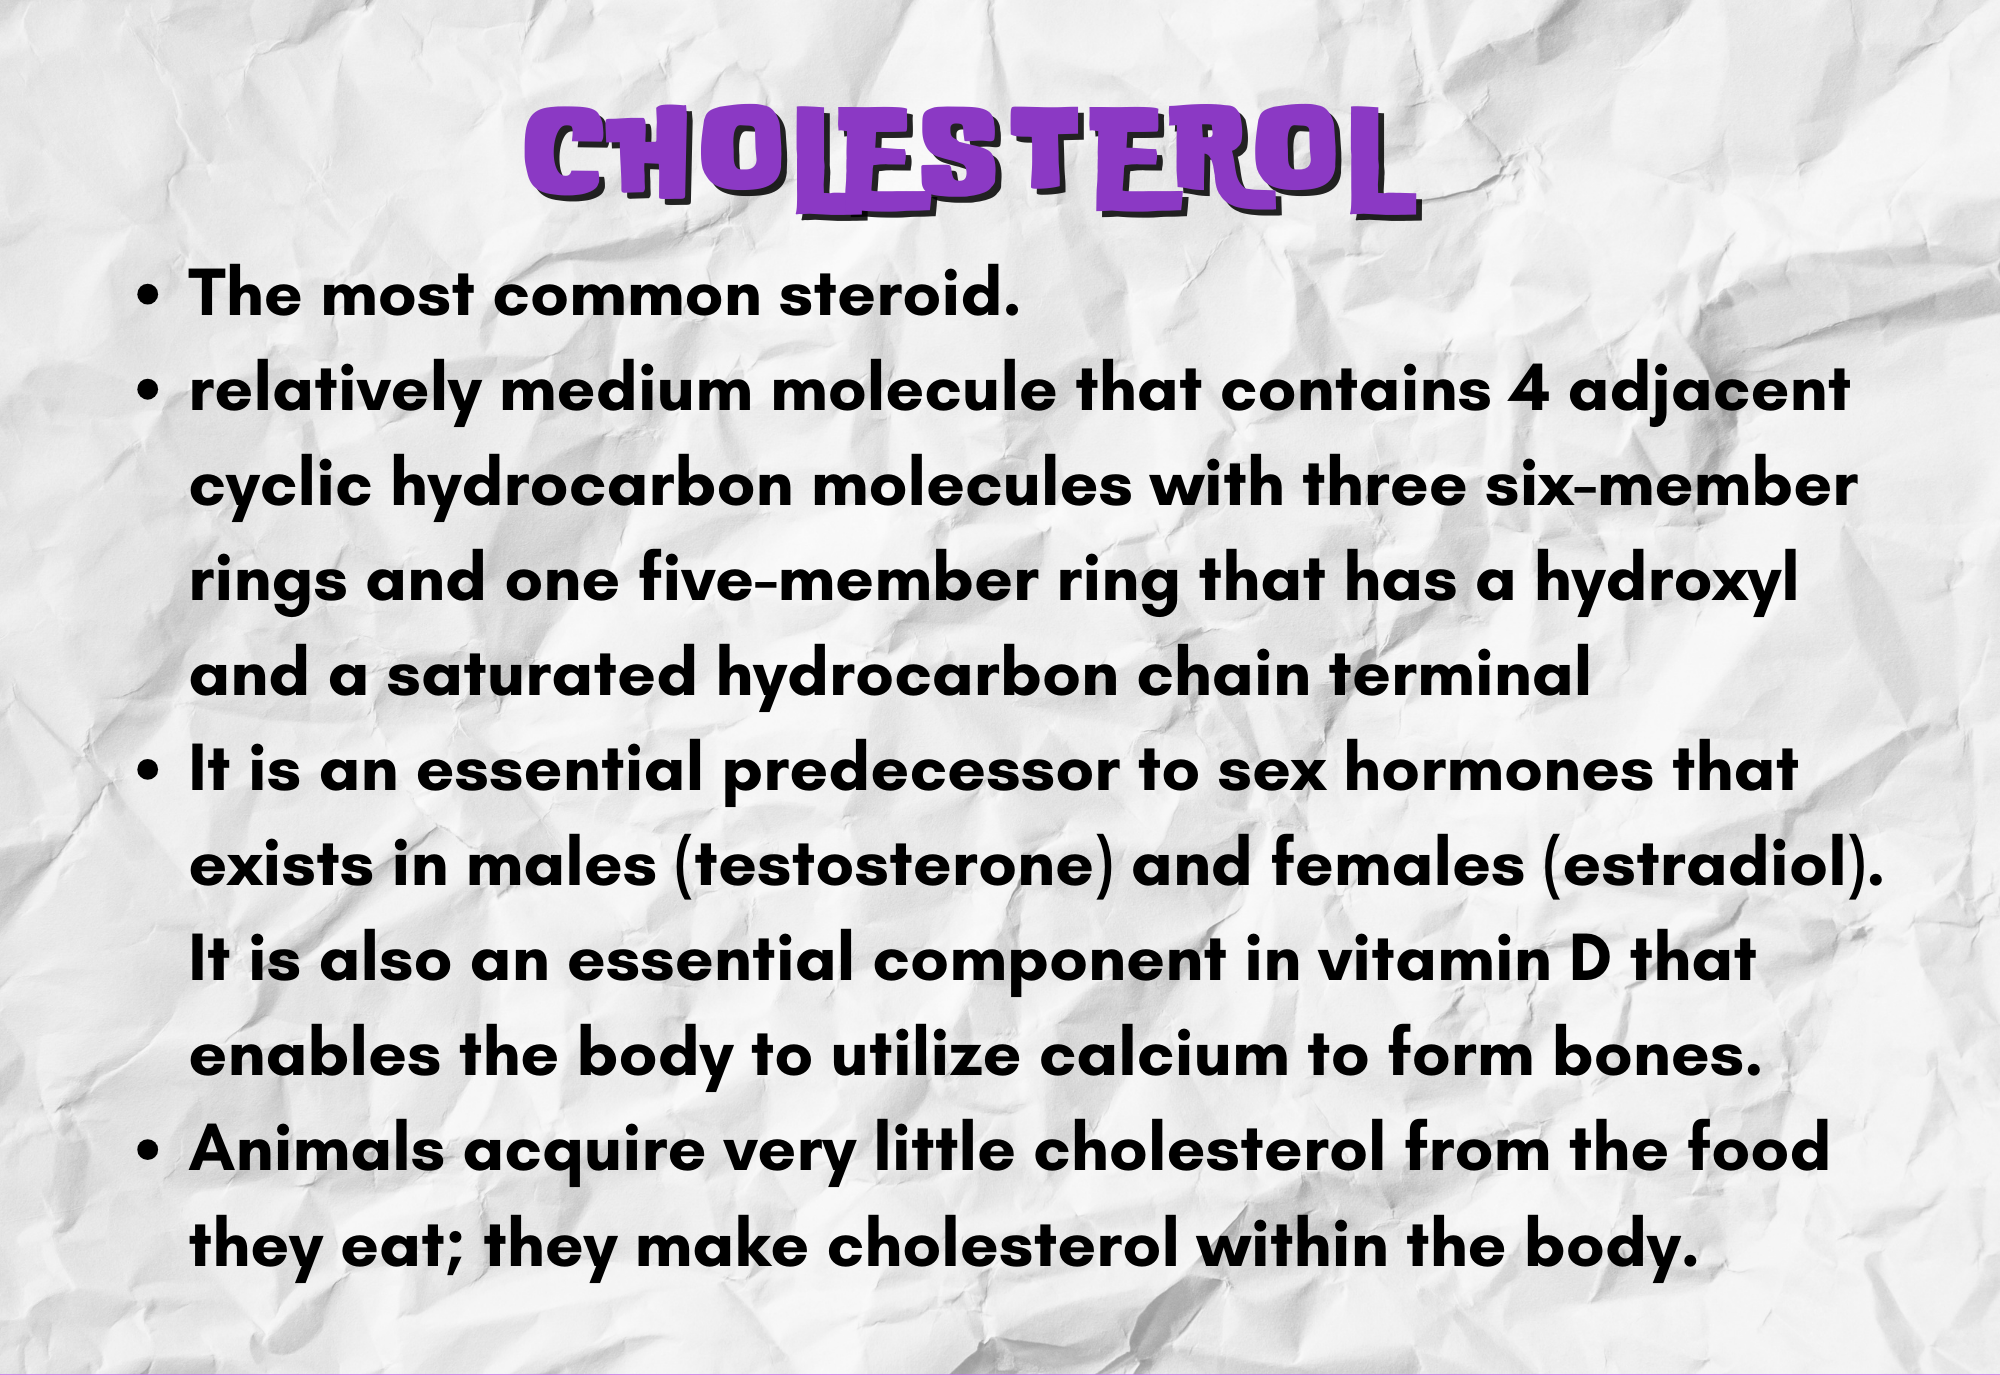 CHOLESTEROL
• The most common steroid.
• relatively medium molecule that contains 4 adjacent
cyclic hydrocarbon molecules with three six-member
rings and one five-member ring that has a hydroxyl
and a saturated hydrocarbon chain terminal
• It is an essential predecessor to sex hormones that
exists in males (testosterone) and females (estradiol).
It is also an essential component in vitamin D that
enables the body to utilize calcium to form bones.
• Animals acquire very little cholesterol from the food
they eat; they make cholesterol within the body.